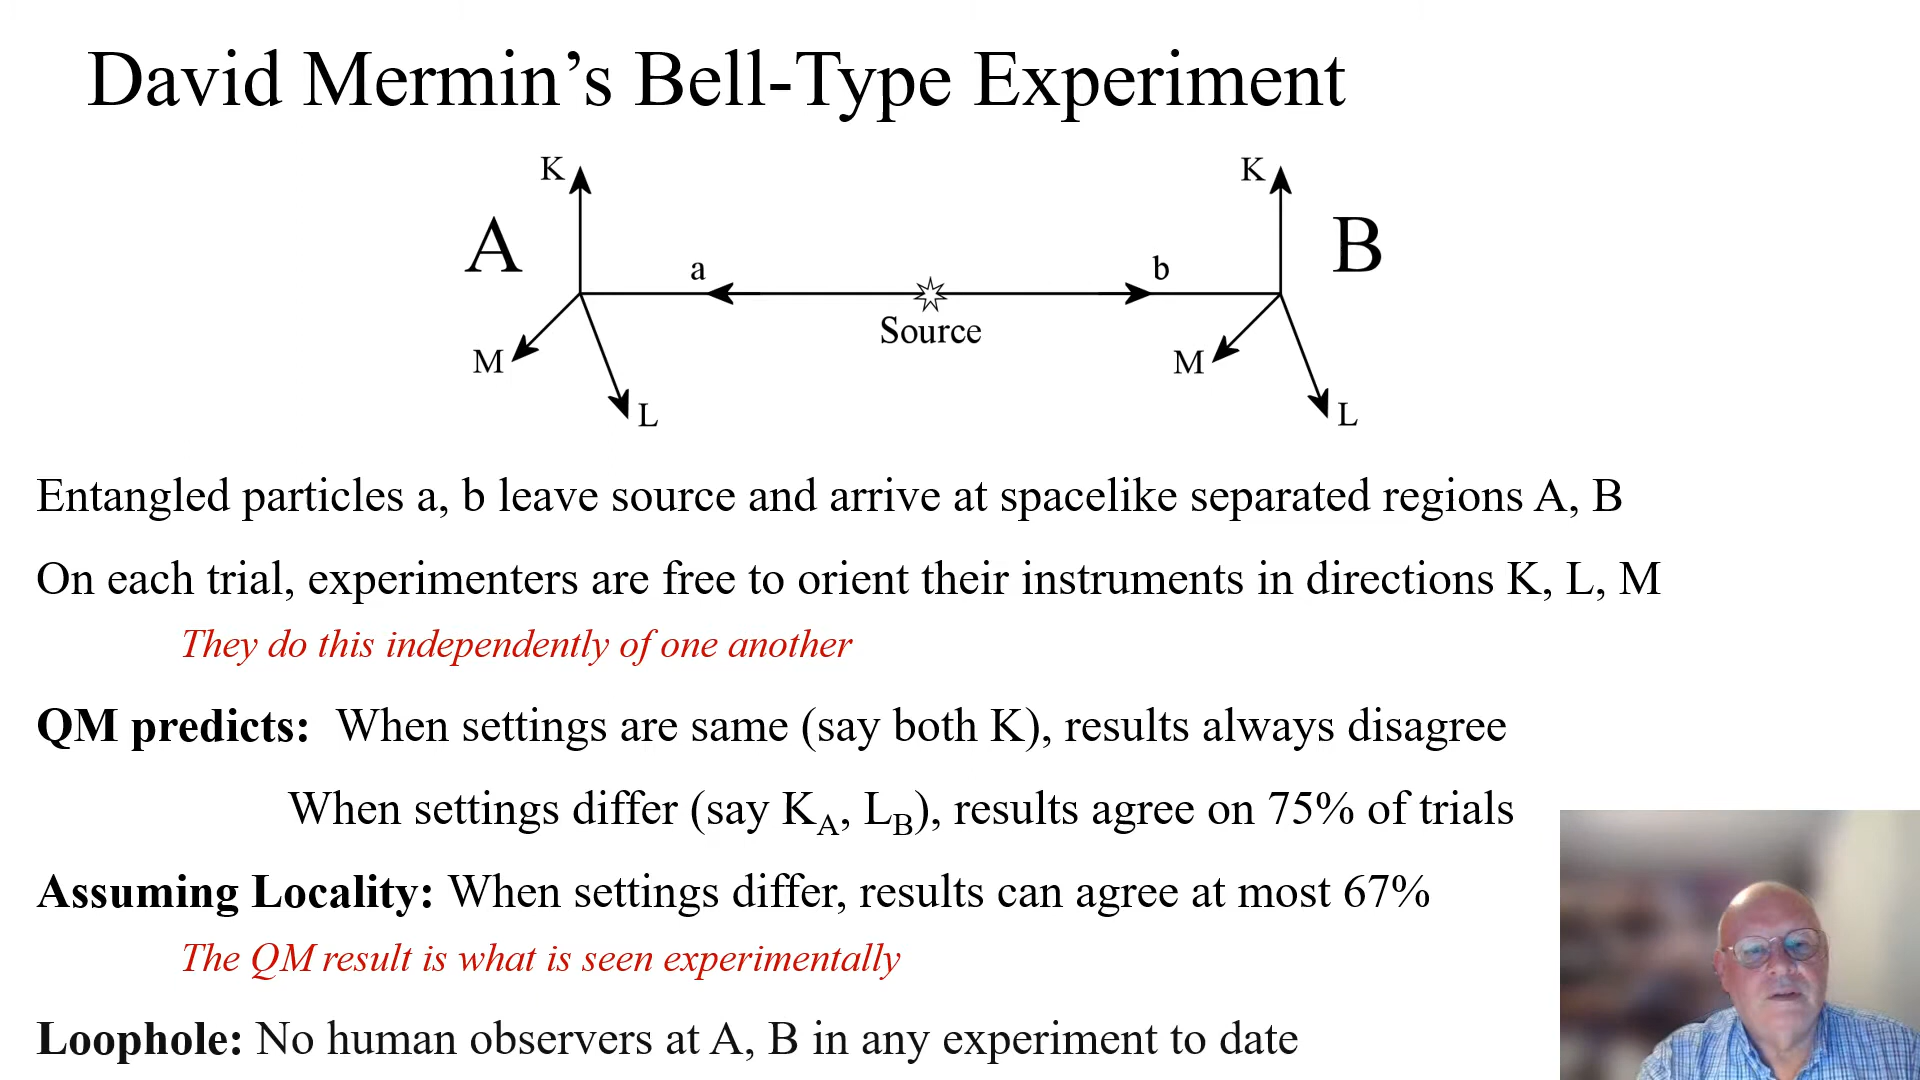 David Mermin’s Bell-Type Experiment
K K
A B
a b
Source
M M
L L
Entangled particles a, b leave source and arrive at spacelike separated regions A, B
On each trial, experimenters are free to orient their instruments in directions K, L, M
They do this independently of one another
QM predicts: When settings are same (say both K), results always disagree
When settings differ (say K_A, L_B), results agree on 75% of trials
Assuming Locality: When settings differ, results can agree at most 67%
The QM result is what is seen experimentally
Loophole: No human observers at A, B in any experiment to date